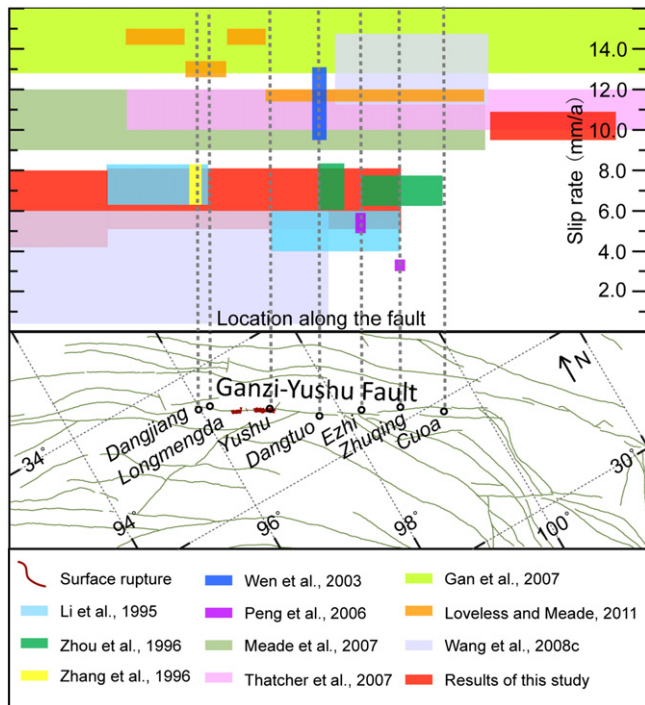 14.0
12.0
10.0
8.0
6.0
4.0
2.0
Slip rate (mm/a)
Location along the fault
N
Ganzi-Yushu Fault
Dangjiang
Longmengda
Yushu
Dangtuo
Ezhi
Zhuqing
Cuoa
34°
30°
94°
96°
98°
100°
Surface rupture
Wen et al., 2003
Gan et al., 2007
Li et al., 1995
Peng et al., 2006
Loveless and Meade, 2011
Zhou et al., 1996
Meade et al., 2007
Wang et al., 2008c
Zhang et al., 1996
Thatcher et al., 2007
Results of this study